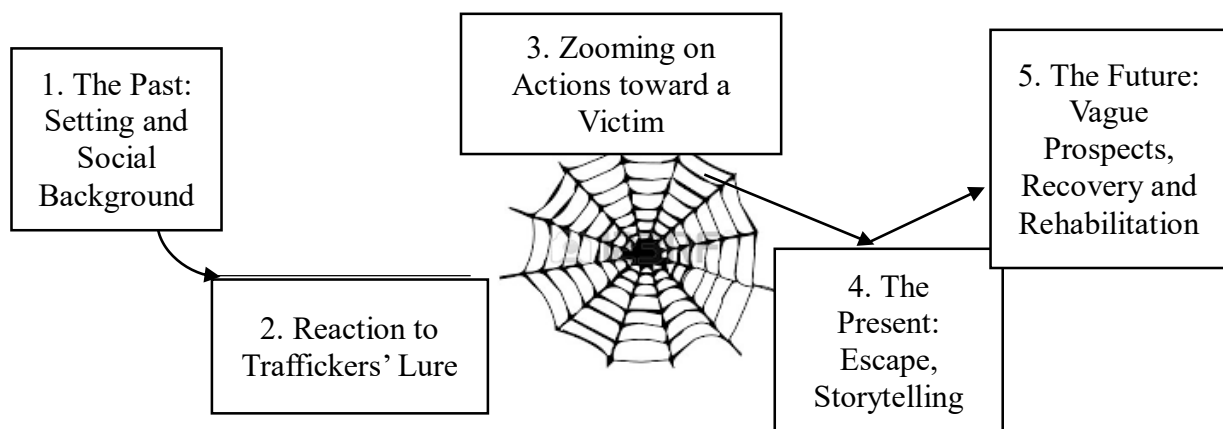 1. The Past:
Setting and
Social
Background
2. Reaction to
Traffickers’ Lure
3. Zooming on
Actions toward a
Victim
4. The
Present:
Escape,
Storytelling
5. The Future:
Vague
Prospects,
Recovery and
Rehabilitation